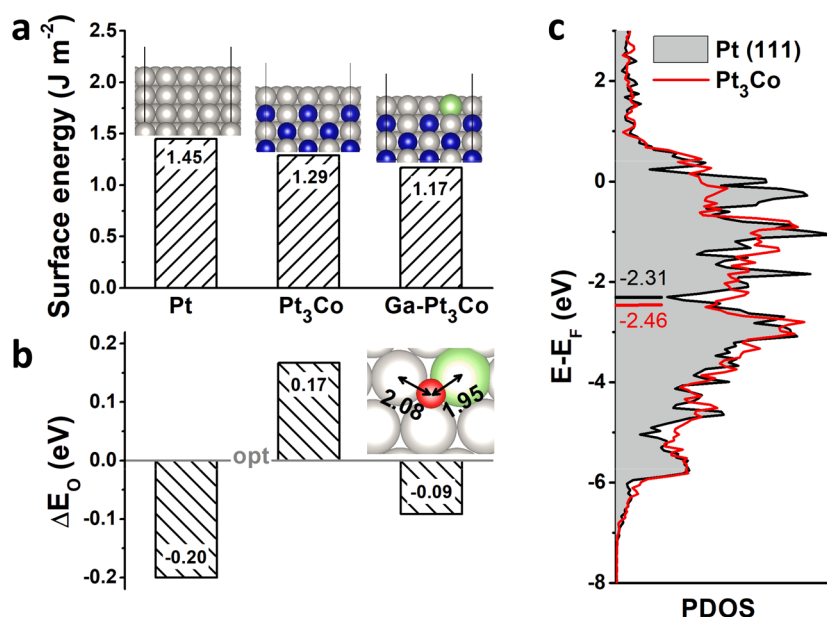 a
Surface energy (J m⁻²)
2.5
2.0
1.5
1.0
0.5
0.0
1.45
1.29
1.17
Pt
Pt₃Co
Ga-Pt₃Co
b
ΔE_O (eV)
0.2
0.1
0.0
-0.1
-0.2
opt
-0.20
0.17
-0.09
2.08
1.95
c
E-E_F (eV)
2
0
-2
-4
-6
-8
Pt (111)
Pt₃Co
-2.31
-2.46
PDOS